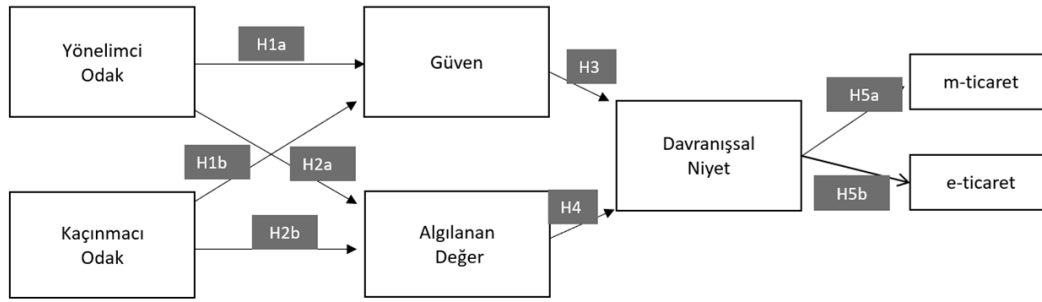 Yönelimci
Odak
H1a
Güven
H3
m-ticaret
H5a
H1b
H2a
Davranışsal
Niyet
e-ticaret
H5b
Kaçınmacı
Odak
H2b
Algılanan
Değer
H4